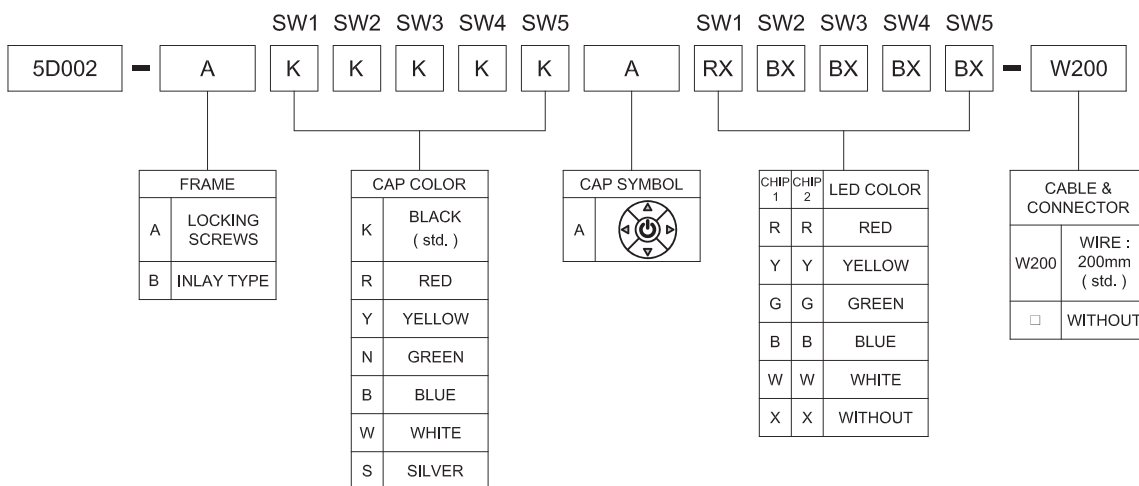 SW1 SW2 SW3 SW4 SW5 SW1 SW2 SW3 SW4 SW5
5D002 - A K K K K K A RX BX BX BX BX - W200
FRAME
A LOCKING
SCREWS
B INLAY TYPE
CAP COLOR
K BLACK
( std. )
R RED
Y YELLOW
N GREEN
B BLUE
W WHITE
S SILVER
CAP SYMBOL
A
CHIP 1 CHIP 2 LED COLOR
R R RED
Y Y YELLOW
G G GREEN
B B BLUE
W W WHITE
X X WITHOUT
CABLE &
CONNECTOR
W200 WIRE :
200mm
( std. )
□ WITHOUT